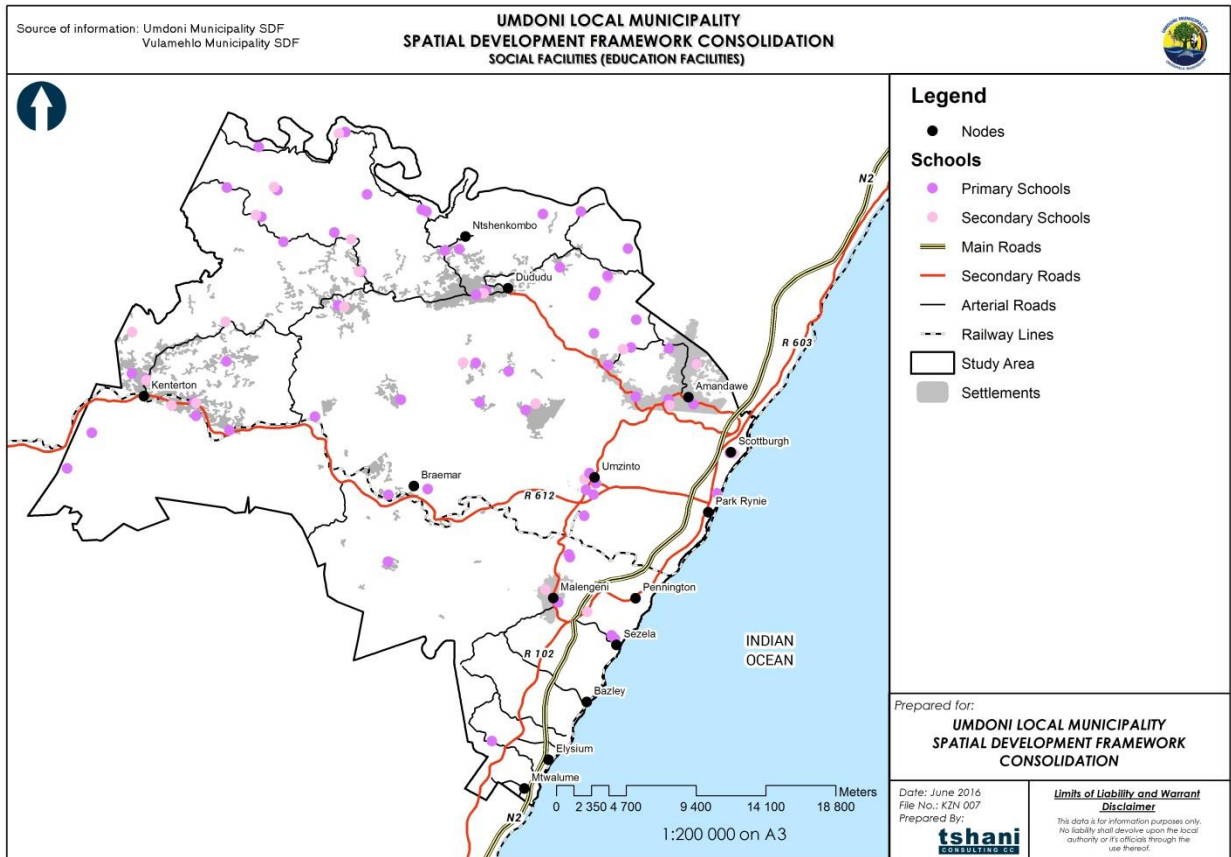 Source of information: Umdoni Municipality SDF
Vulamehlo Municipality SDF
UMDONI LOCAL MUNICIPALITY
SPATIAL DEVELOPMENT FRAMEWORK CONSOLIDATION
SOCIAL FACILITIES (EDUCATION FACILITIES)
Legend
Nodes
Schools
Primary Schools
Secondary Schools
Main Roads
Secondary Roads
Arterial Roads
Railway Lines
Study Area
Settlements
N2
Ntshenkombo
Dududu
R 603
Kenterton
Amandawe
Scottburgh
Umzinto
Braemar
R 612
Park Rynie
Malengeni
Pennington
Sezela
INDIAN
OCEAN
R 102
Bazley
Elysium
Mtwalume
N2
Meters
0 2 350 4 700 9 400 14 100 18 800
1:200 000 on A3
Prepared for:
UMDONI LOCAL MUNICIPALITY
SPATIAL DEVELOPMENT FRAMEWORK
CONSOLIDATION
Date: June 2016
File No.: KZN 007
Prepared By:
tshani
CONSULTING CC
Limits of Liability and Warrant
Disclaimer
This data is for information purposes only.
No liability shall devolve upon the local
authority or it's officials through the
use thereof.